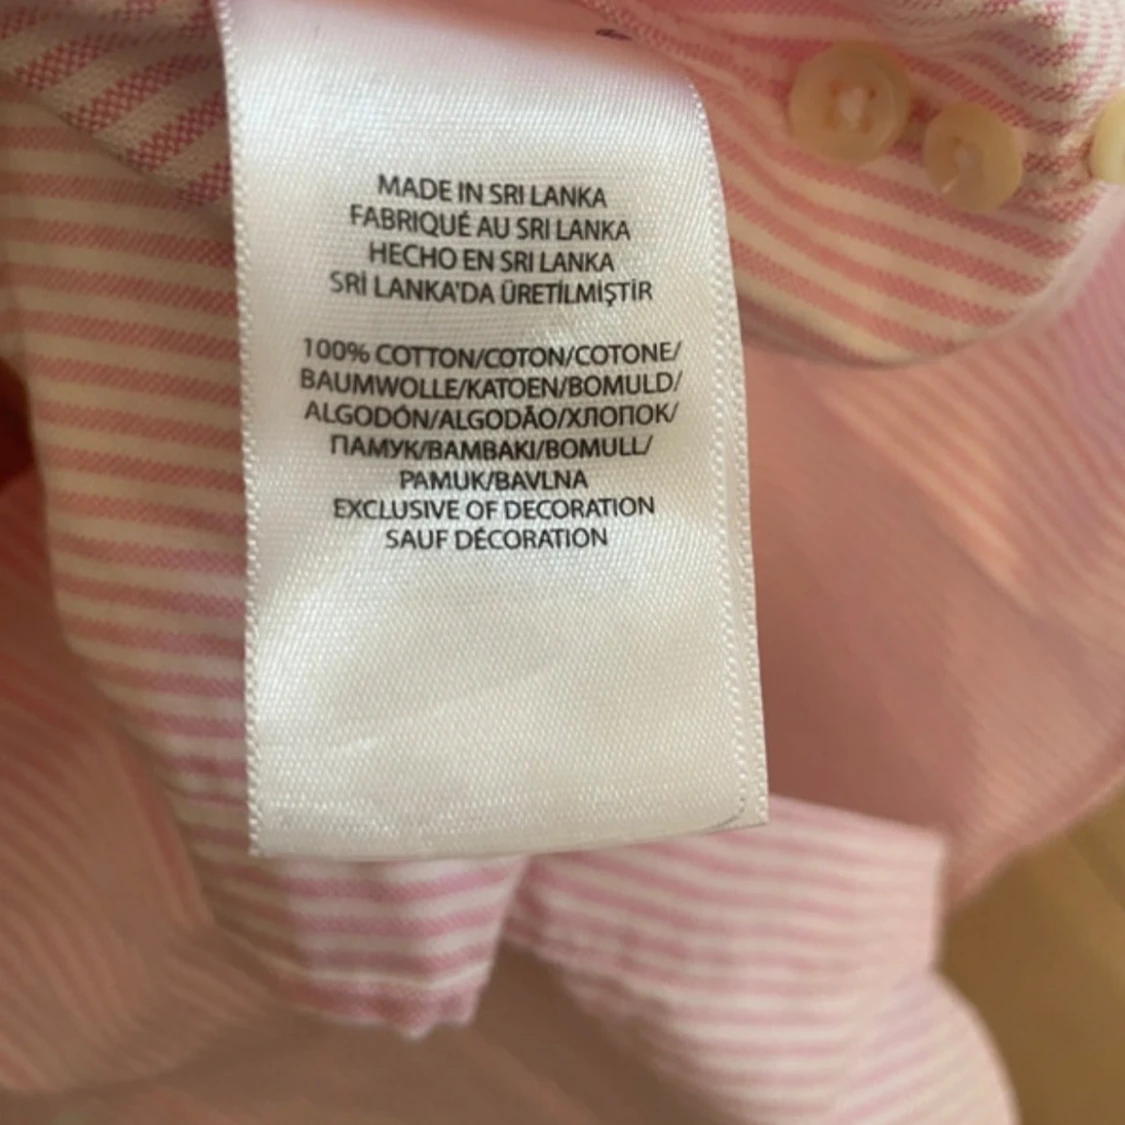 MADE IN SRI LANKA
FABRIQUÉ AU SRI LANKA
HECHO EN SRI LANKA
SRİ LANKA'DA ÜRETİLMİŞTİR
100% COTTON/COTON/COTONE/
BAUMWOLLE/KATOEN/BOMULD/
ALGODÓN/ALGODÃO/ХЛОПОК/
ПАМУК/BAMBAKI/BOMULL/
PAMUK/BAVLNA
EXCLUSIVE OF DECORATION
SAUF DÉCORATION